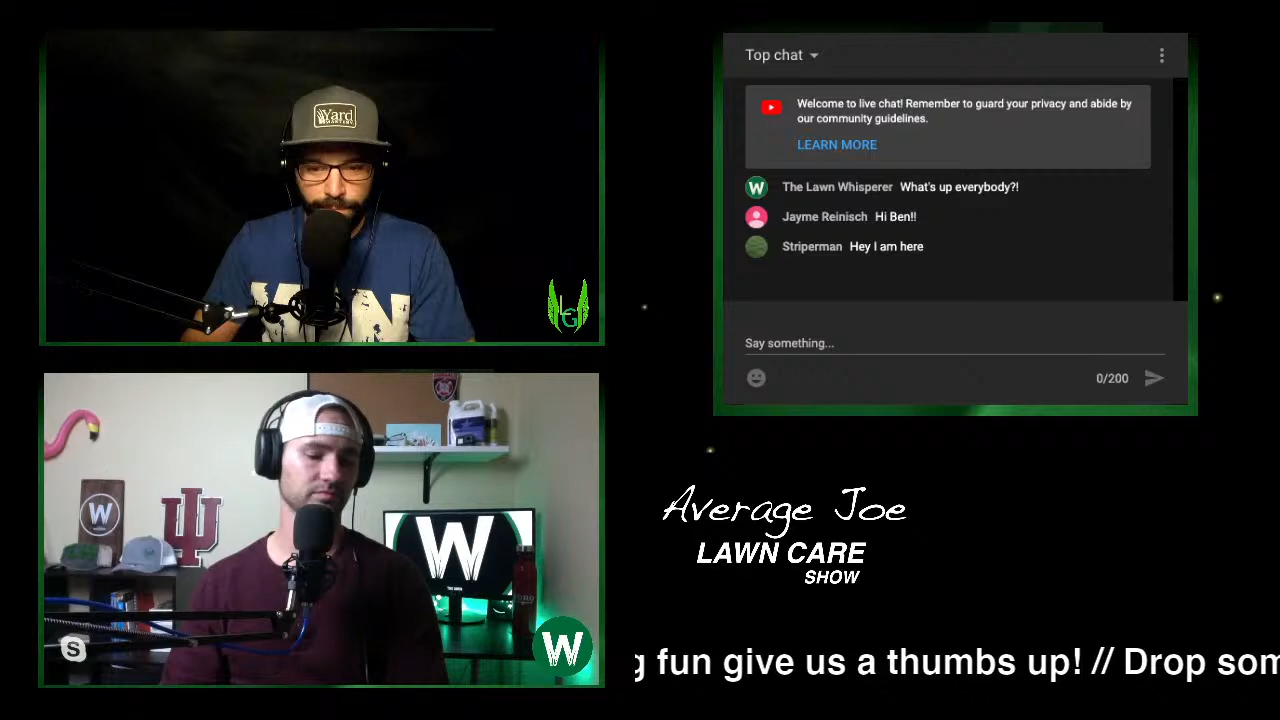 Yard
LG
W
W
W
Top chat
Welcome to live chat! Remember to guard your privacy and abide by
our community guidelines.
LEARN MORE
W The Lawn Whisperer What's up everybody?!
Jayme Reinisch Hi Ben!!
Striperman Hey I am here
Say something...
0/200
Average Joe
LAWN CARE
SHOW
g fun give us a thumbs up! // Drop som